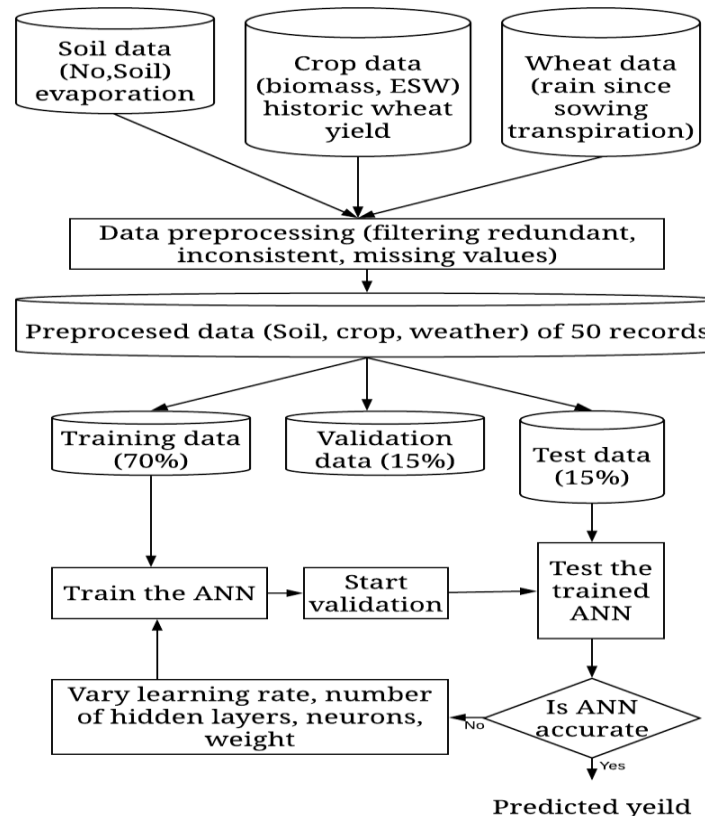 Soil data
(No,Soil)
evaporation
Crop data
(biomass, ESW)
historic wheat
yield
Wheat data
(rain since
sowing
transpiration)
Data preprocessing (filtering redundant,
inconsistent, missing values)
Preprocesed data (Soil, crop, weather) of 50 records
Training data
(70%)
Validation
data (15%)
Test data
(15%)
Train the ANN
Start
validation
Test the
trained
ANN
Vary learning rate, number
of hidden layers, neurons,
weight
No
Is ANN
accurate
Yes
Predicted yeild